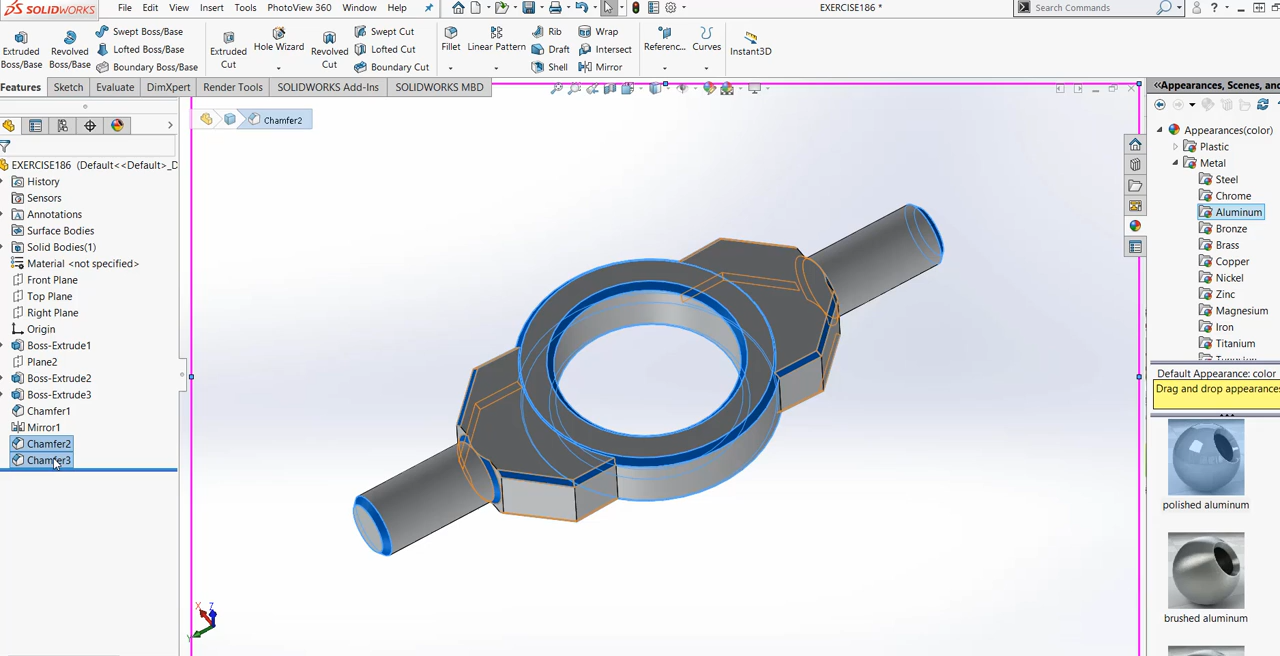 SOLIDWORKS
File Edit View Insert Tools PhotoView 360 Window Help
EXERCISE186 *
Search Commands
Extruded Boss/Base
Revolved Boss/Base
Swept Boss/Base
Lofted Boss/Base
Boundary Boss/Base
Extruded Cut
Hole Wizard
Revolved Cut
Swept Cut
Lofted Cut
Boundary Cut
Fillet
Linear Pattern
Rib
Draft
Shell
Wrap
Intersect
Mirror
Referenc...
Curves
Instant3D
Features Sketch Evaluate DimXpert Render Tools SOLIDWORKS Add-Ins SOLIDWORKS MBD
Chamfer2
EXERCISE186 (Default<<Default>_D
History
Sensors
Annotations
Surface Bodies
Solid Bodies(1)
Material <not specified>
Front Plane
Top Plane
Right Plane
Origin
Boss-Extrude1
Plane2
Boss-Extrude2
Boss-Extrude3
Chamfer1
Mirror1
Chamfer2
Chamfer3
X Z
Y
Appearances, Scenes, and
Appearances(color)
Plastic
Metal
Steel
Chrome
Aluminum
Bronze
Brass
Copper
Nickel
Zinc
Magnesium
Iron
Titanium
Default Appearance: color
Drag and drop appearances
polished aluminum
brushed aluminum